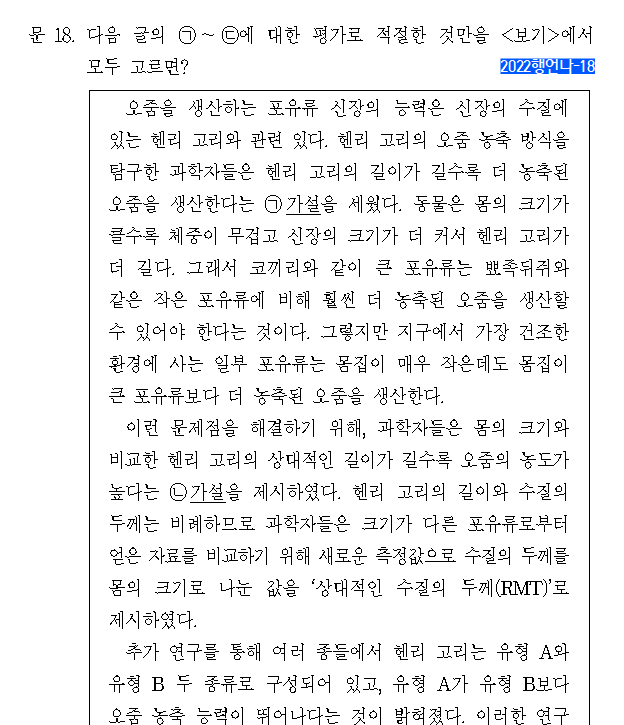 문 18. 다음 글의 ㉠～㉢에 대한 평가로 적절한 것만을 <보기>에서
모두 고르면?
2022행언나-18
오줌을 생산하는 포유류 신장의 능력은 신장의 수질에
있는 헨리 고리와 관련 있다. 헨리 고리의 오줌 농축 방식을
탐구한 과학자들은 헨리 고리의 길이가 길수록 더 농축된
오줌을 생산한다는 ㉠가설을 세웠다. 동물은 몸의 크기가
클수록 체중이 무겁고 신장의 크기가 더 커서 헨리 고리가
더 길다. 그래서 코끼리와 같이 큰 포유류는 뾰족뒤쥐와
같은 작은 포유류에 비해 훨씬 더 농축된 오줌을 생산할
수 있어야 한다는 것이다. 그렇지만 지구에서 가장 건조한
환경에 사는 일부 포유류는 몸집이 매우 작은데도 몸집이
큰 포유류보다 더 농축된 오줌을 생산한다.
이런 문제점을 해결하기 위해, 과학자들은 몸의 크기와
비교한 헨리 고리의 상대적인 길이가 길수록 오줌의 농도가
높다는 ㉡가설을 제시하였다. 헨리 고리의 길이와 수질의
두께는 비례하므로 과학자들은 크기가 다른 포유류로부터
얻은 자료를 비교하기 위해 새로운 측정값으로 수질의 두께를
몸의 크기로 나눈 값을 ‘상대적인 수질의 두께(RMT)’로
제시하였다.
추가 연구를 통해 여러 종들에서 헨리 고리는 유형 A와
유형 B 두 종류로 구성되어 있고, 유형 A가 유형 B보다
오줌 농축 능력이 뛰어나다는 것이 밝혀졌다. 이러한 연구